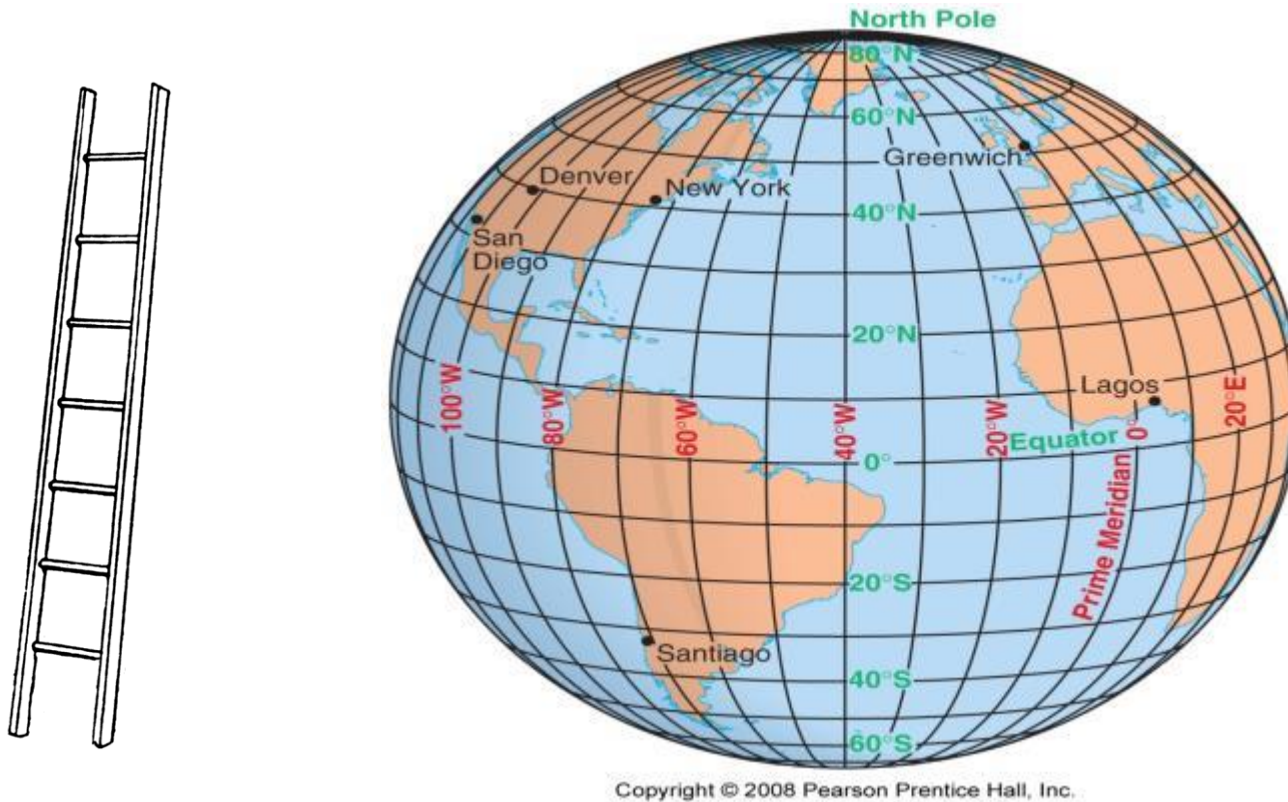 North Pole
80°N
60°N
Greenwich
Denver
New York
40°N
San
Diego
20°N
Lagos
100°W
80°W
60°W
40°W
20°W
0°
20°E
Equator
0°
Prime Meridian
20°S
Santiago
40°S
60°S
Copyright © 2008 Pearson Prentice Hall, Inc.